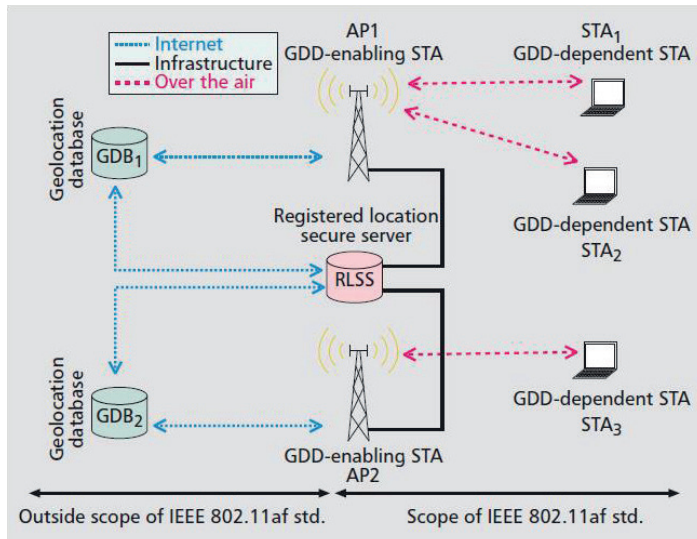 Internet
Infrastructure
Over the air
AP1
GDD-enabling STA
STA1
GDD-dependent STA
Geolocation
database
GDB1
GDD-dependent STA
STA2
Registered location
secure server
RLSS
Geolocation
database
GDB2
GDD-enabling STA
AP2
GDD-dependent STA
STA3
Outside scope of IEEE 802.11af std.
Scope of IEEE 802.11af std.